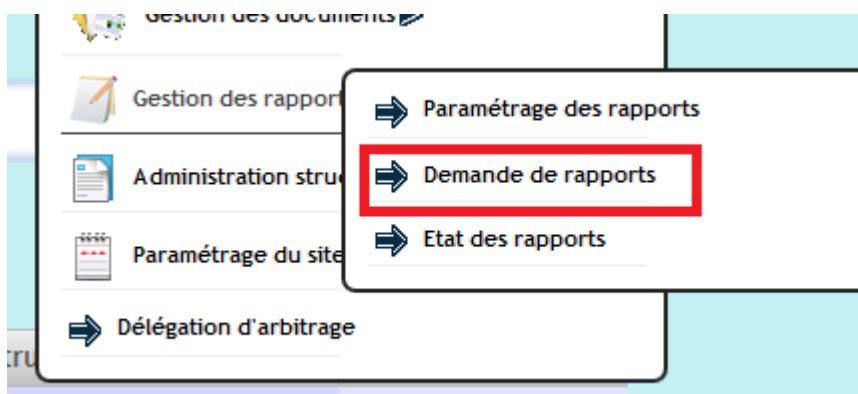 Gestion des documents
Gestion des rapport
Paramétrage des rapports
Administration stru
Demande de rapports
Paramétrage du site
Etat des rapports
Délégation d'arbitrage
tru